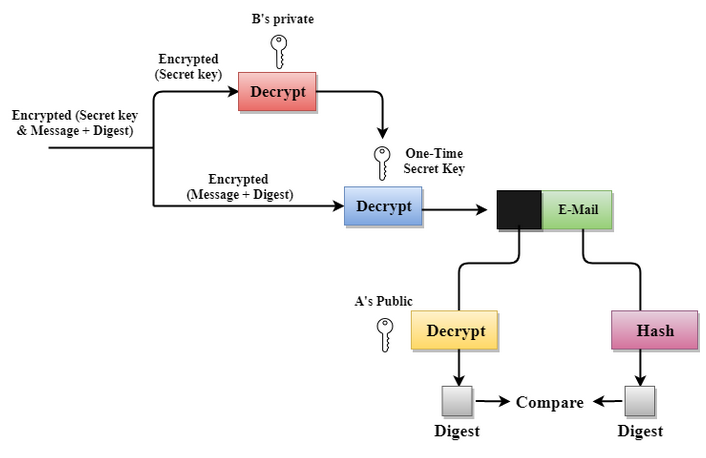 B's private
Encrypted
(Secret key)
Decrypt
Encrypted (Secret key
& Message + Digest)
One-Time
Secret Key
Encrypted
(Message + Digest)
Decrypt
E-Mail
A's Public
Decrypt
Hash
Compare
Digest
Digest